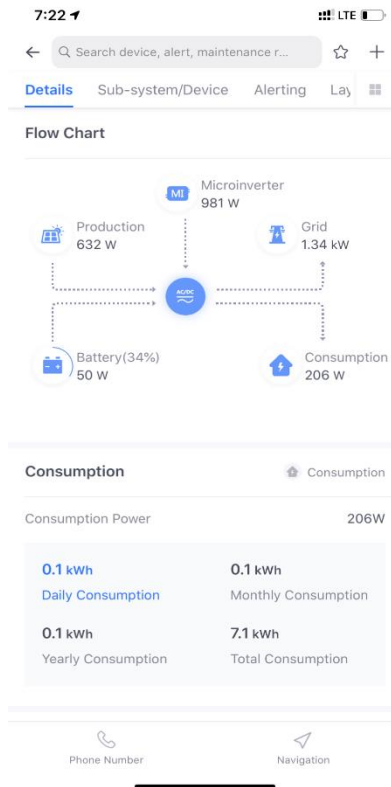 7:22
LTE
Search device, alert, maintenance r...
Details Sub-system/Device Alerting Lay
Flow Chart
MI
Microinverter
981 W
Production
632 W
Grid
1.34 kW
AC/DC
Battery(34%)
50 W
Consumption
206 W
Consumption
Consumption
Consumption Power 206W
0.1 kWh 0.1 kWh
Daily Consumption Monthly Consumption
0.1 kWh 7.1 kWh
Yearly Consumption Total Consumption
Phone Number Navigation